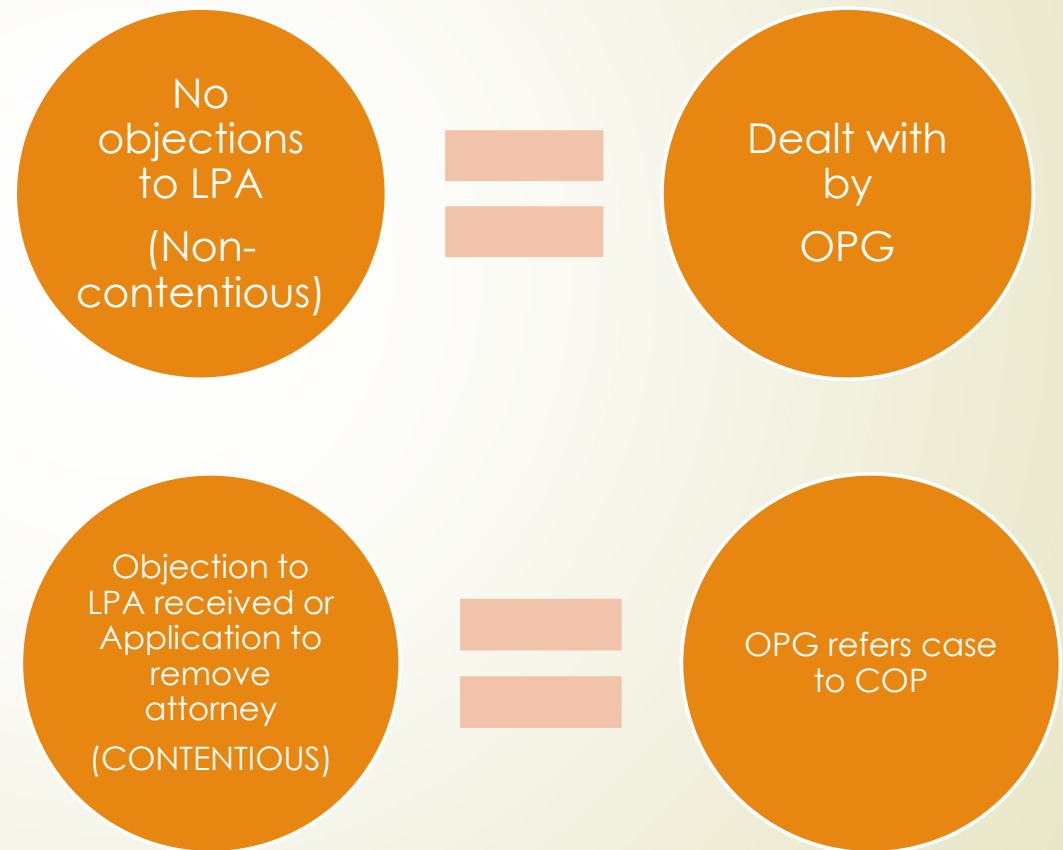 No
objections
to LPA
(Non-
contentious)
Dealt with
by
OPG
Objection to
LPA received or
Application to
remove
attorney
(CONTENTIOUS)
OPG refers case
to COP